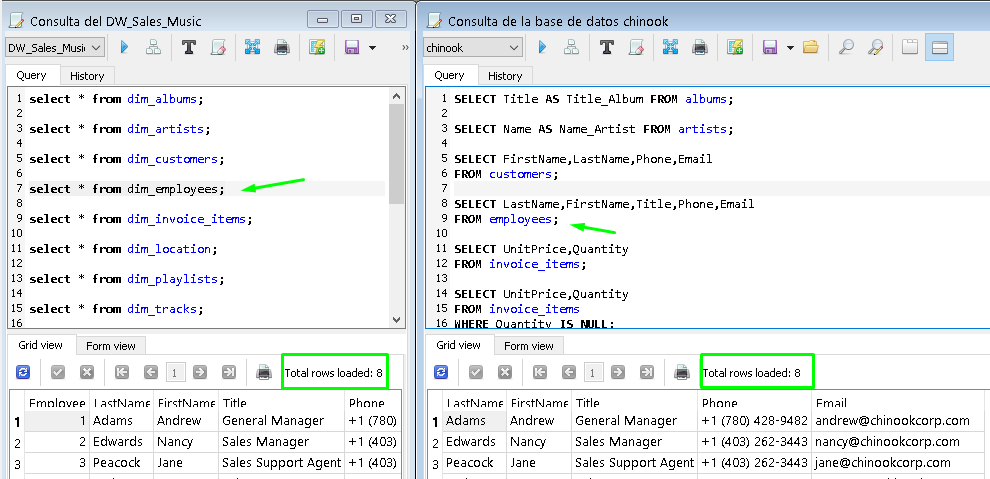 Consulta del DW_Sales_Music
DW_Sales_Musi
Query History
1 select * from dim_albums;
2
3 select * from dim_artists;
4
5 select * from dim_customers;
6
7 select * from dim_employees;
8
9 select * from dim_invoice_items;
10
11 select * from dim_location;
12
13 select * from dim_playlists;
14
15 select * from dim_tracks;
16
Grid view Form view
1 Total rows loaded: 8
Employee LastName FirstName Title Phone
1 1 Adams Andrew General Manager +1 (780)
2 2 Edwards Nancy Sales Manager +1 (403)
3 3 Peacock Jane Sales Support Agent +1 (403)
Consulta de la base de datos chinook
chinook
Query History
1 SELECT Title AS Title_Album FROM albums;
2
3 SELECT Name AS Name_Artist FROM artists;
4
5 SELECT FirstName,LastName,Phone,Email
6 FROM customers;
7
8 SELECT LastName,FirstName,Title,Phone,Email
9 FROM employees;
10
11 SELECT UnitPrice,Quantity
12 FROM invoice_items;
13
14 SELECT UnitPrice,Quantity
15 FROM invoice_items
16 WHERE Quantity IS NULL;
Grid view Form view
1 Total rows loaded: 8
LastName FirstName Title Phone Email
1 Adams Andrew General Manager +1 (780) 428-9482 andrew@chinookcorp.com
2 Edwards Nancy Sales Manager +1 (403) 262-3443 nancy@chinookcorp.com
3 Peacock Jane Sales Support Agent +1 (403) 262-3443 jane@chinookcorp.com